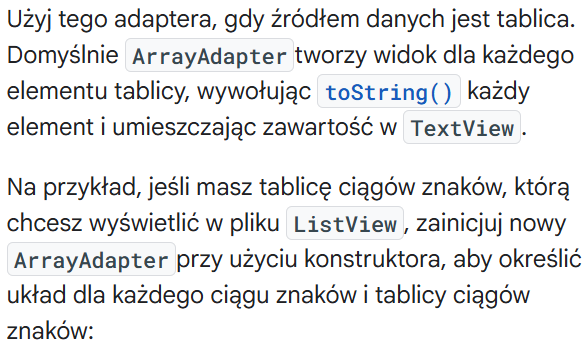 Użyj tego adaptera, gdy źródłem danych jest tablica.
Domyślnie ArrayAdapter tworzy widok dla każdego
elementu tablicy, wywołując toString() każdy
element i umieszczając zawartość w TextView.
Na przykład, jeśli masz tablicę ciągów znaków, którą
chcesz wyświetlić w pliku ListView, zainicjuj nowy
ArrayAdapter przy użyciu konstruktora, aby określić
układ dla każdego ciągu znaków i tablicy ciągów
znaków: